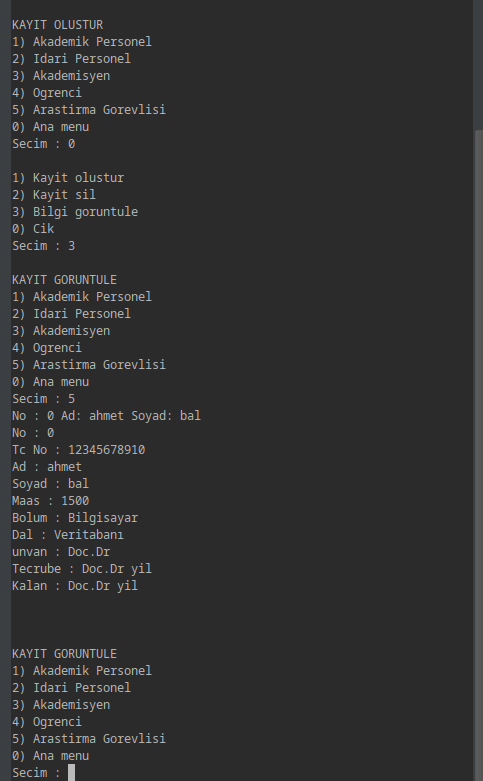 KAYIT OLUSTUR
1) Akademik Personel
2) Idari Personel
3) Akademisyen
4) Ogrenci
5) Arastirma Gorevlisi
0) Ana menu
Secim : 0
1) Kayit olustur
2) Kayit sil
3) Bilgi goruntule
0) Cik
Secim : 3
KAYIT GORUNTULE
1) Akademik Personel
2) Idari Personel
3) Akademisyen
4) Ogrenci
5) Arastirma Gorevlisi
0) Ana menu
Secim : 5
No : 0 Ad: ahmet Soyad: bal
No : 0
Tc No : 12345678910
Ad : ahmet
Soyad : bal
Maas : 1500
Bolum : Bilgisayar
Dal : Veritabanı
unvan : Doc.Dr
Tecrube : Doc.Dr yil
Kalan : Doc.Dr yil
KAYIT GORUNTULE
1) Akademik Personel
2) Idari Personel
3) Akademisyen
4) Ogrenci
5) Arastirma Gorevlisi
0) Ana menu
Secim :